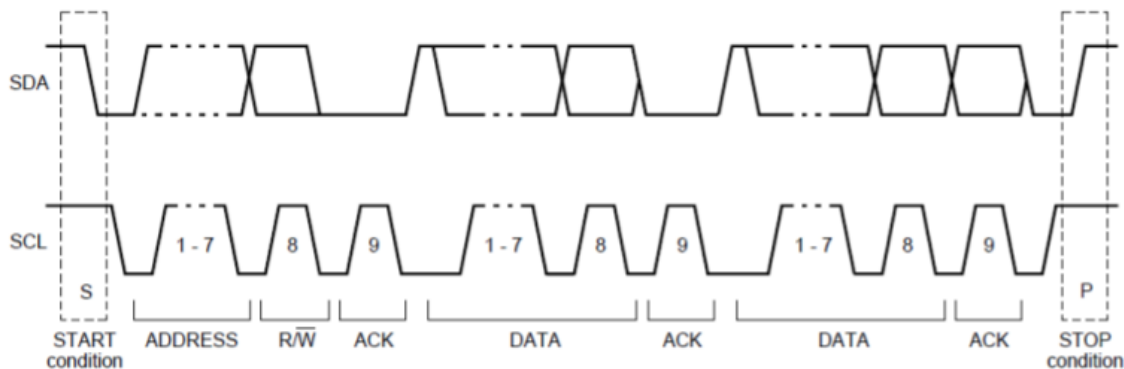 SDA
SCL
1 - 7
8
9
1 - 7
8
9
1 - 7
8
9
S
P
START
condition
ADDRESS
R/W̅
ACK
DATA
ACK
DATA
ACK
STOP
condition